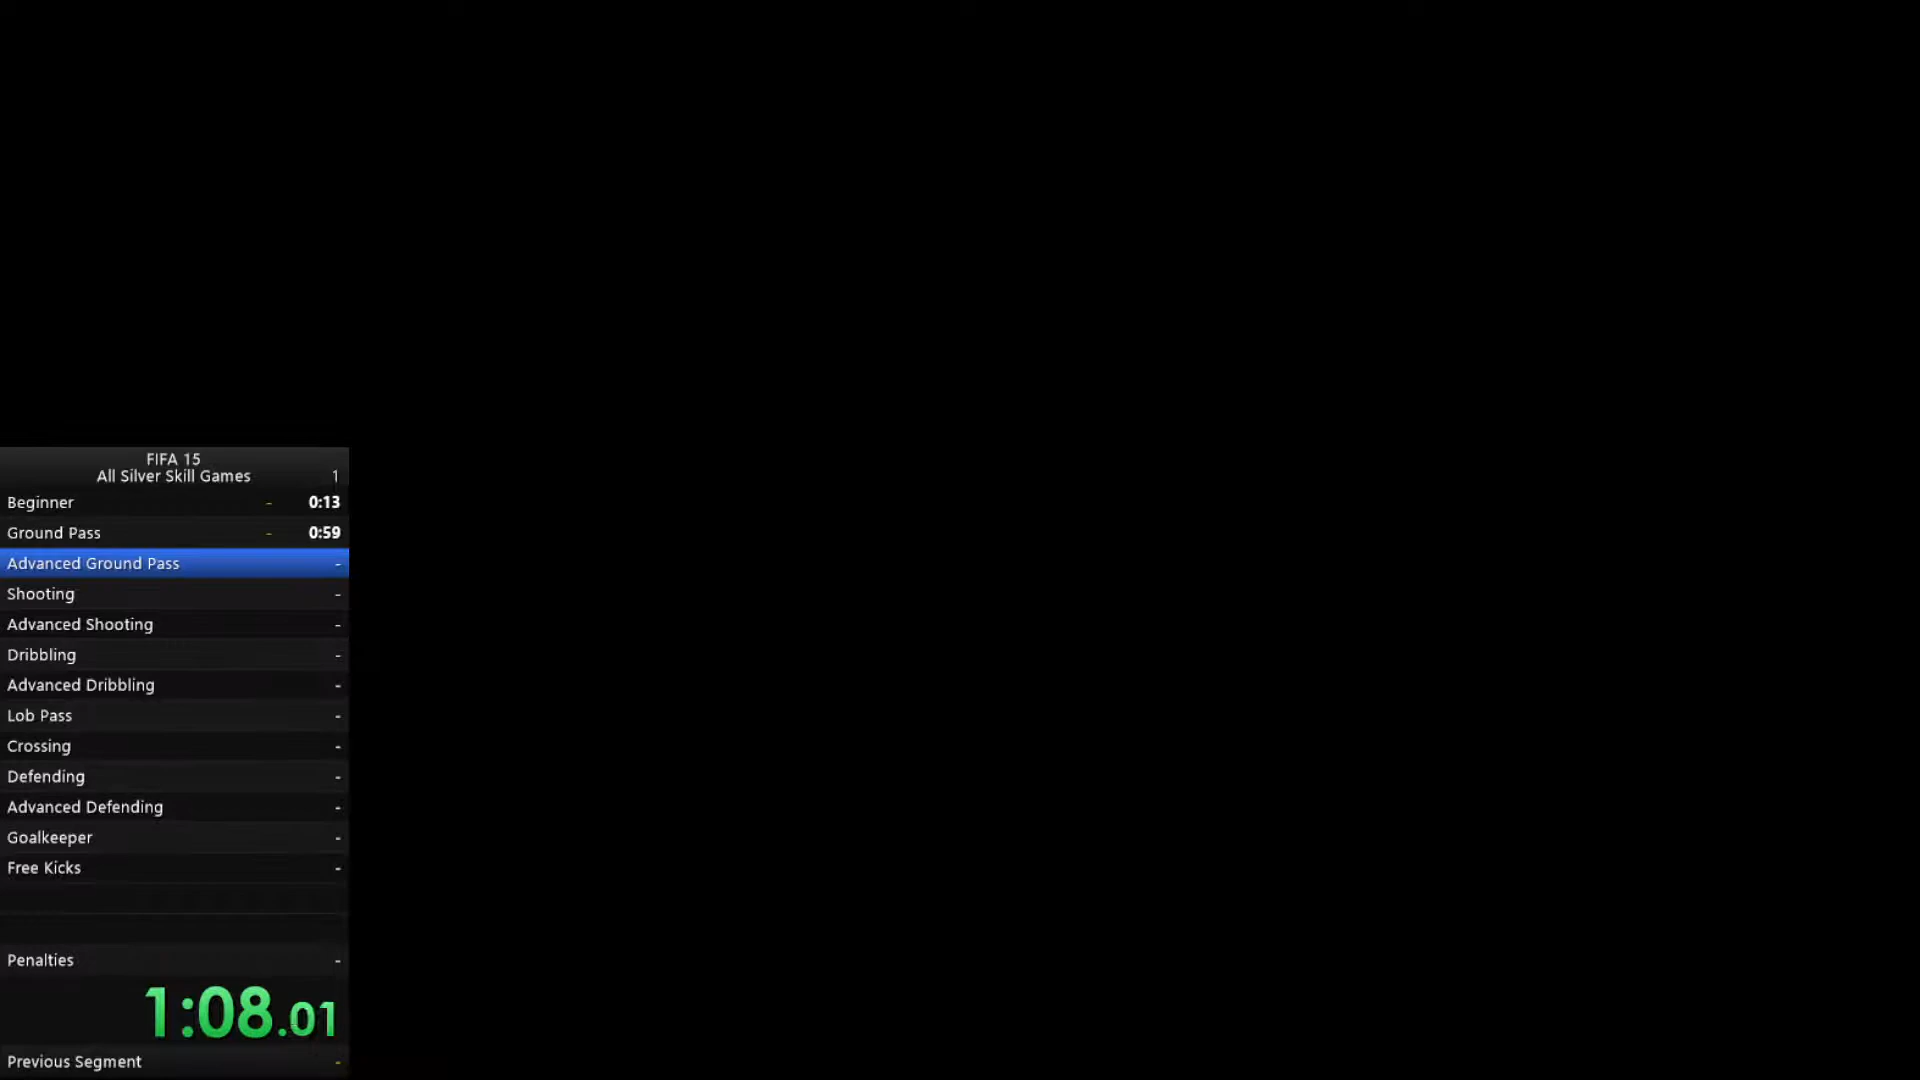 FIFA 15
All Silver Skill Games 1
Beginner - 0:13
Ground Pass - 0:59
Advanced Ground Pass -
Shooting -
Advanced Shooting -
Dribbling -
Advanced Dribbling -
Lob Pass -
Crossing -
Defending -
Advanced Defending -
Goalkeeper -
Free Kicks -
Penalties -
1:08.01
Previous Segment -